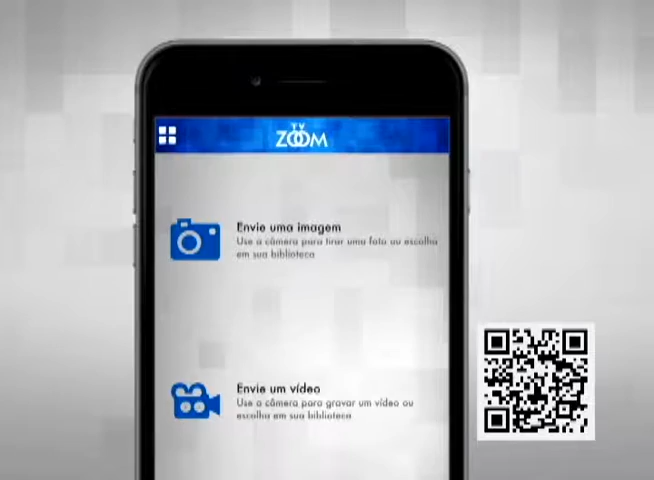 TV
ZOOM
Envie uma imagem
Use a câmera para tirar uma foto ou escolha
em sua biblioteca
Envie um vídeo
Use a câmera para gravar um vídeo ou
escolha em sua biblioteca